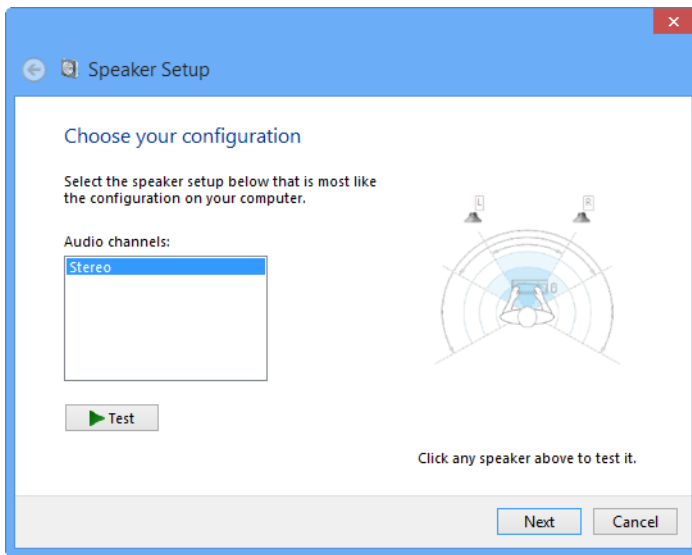 Speaker Setup
Choose your configuration
Select the speaker setup below that is most like
the configuration on your computer.
Audio channels:
Stereo
L
R
Test
Click any speaker above to test it.
Next
Cancel